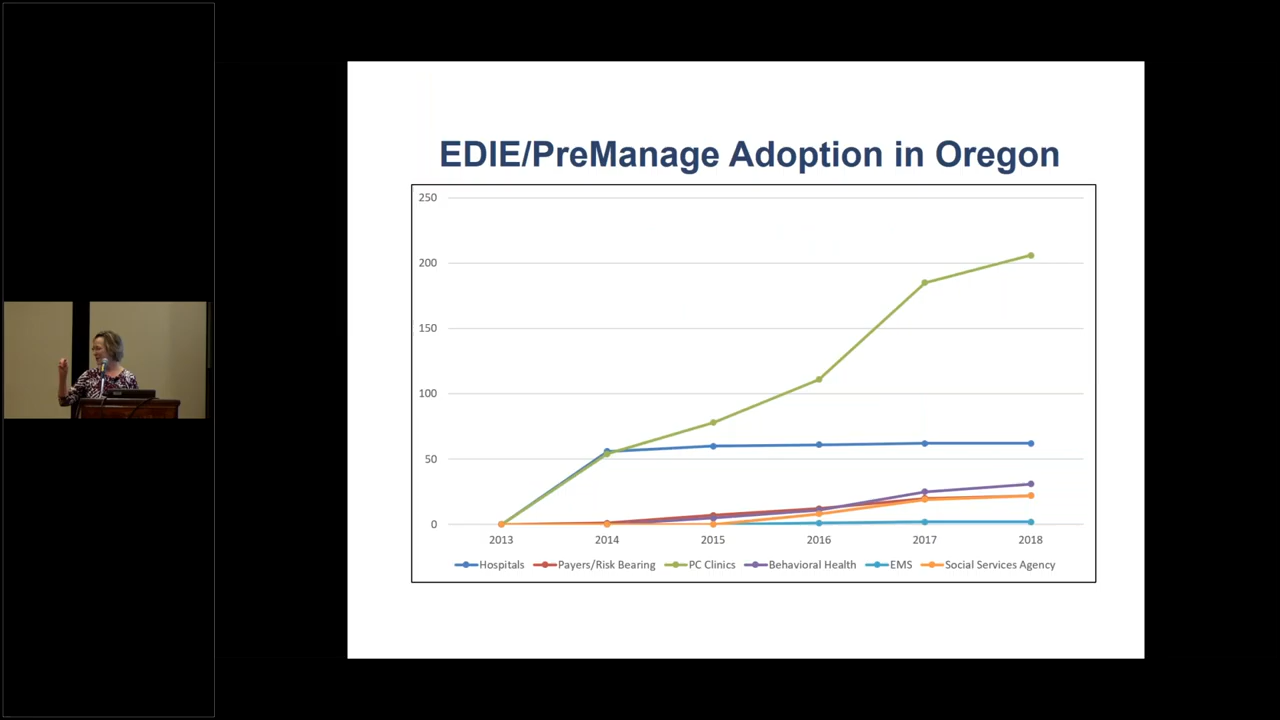 EDIE/PreManage Adoption in Oregon
250
200
150
100
50
0
2013 2014 2015 2016 2017 2018
Hospitals Payers/Risk Bearing PC Clinics Behavioral Health EMS Social Services Agency